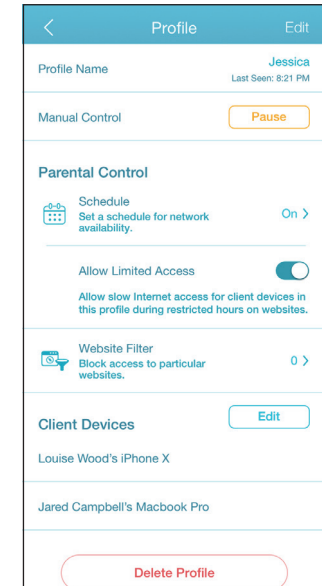 Profile
Edit
Profile Name
Jessica
Last Seen: 8:21 PM
Manual Control
Pause
Parental Control
Schedule
Set a schedule for network
availability.
On
Allow Limited Access
Allow slow Internet access for client devices in
this profile during restricted hours on websites.
Website Filter
Block access to particular
websites.
0
Client Devices
Edit
Louise Wood's iPhone X
Jared Campbell's Macbook Pro
Delete Profile